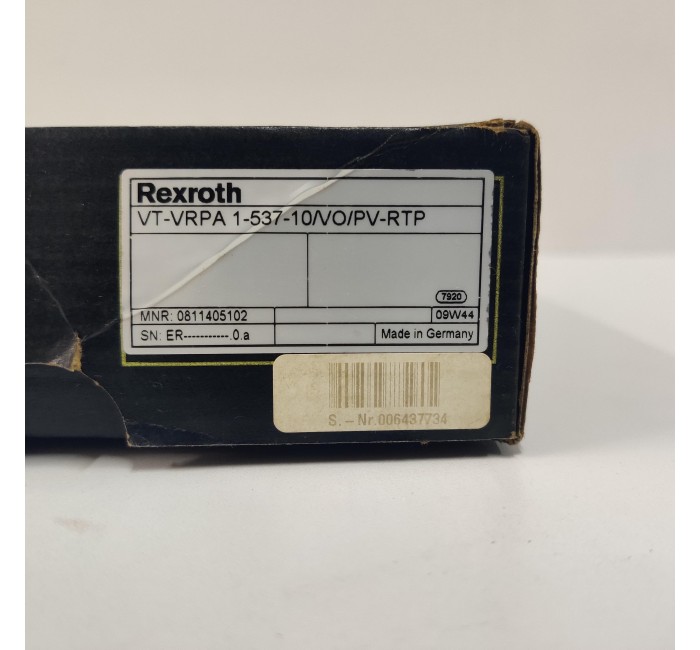 Rexroth
VT-VRPA 1-537-10/VO/PV-RTP
7920
MNR: 0811405102
09W44
SN: ER-----------.0.a
Made in Germany
S. – Nr.006437734